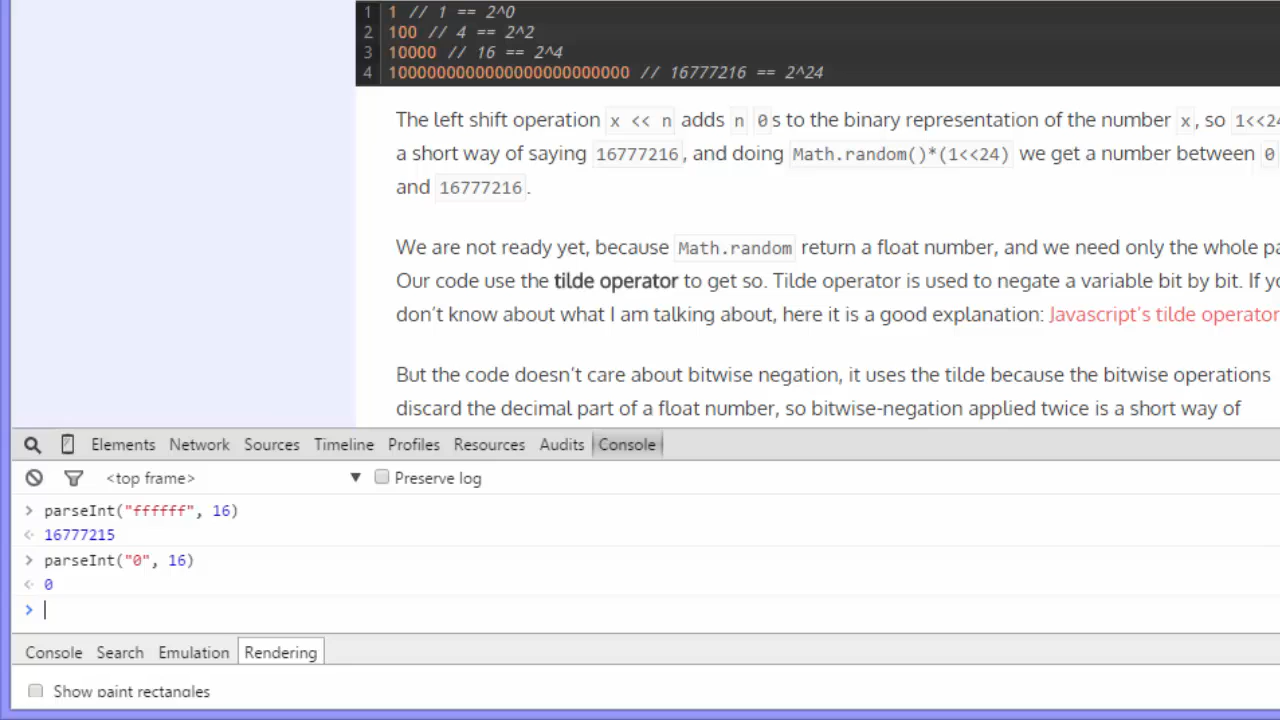 1 1 // 1 == 2^0
2 100 // 4 == 2^2
3 10000 // 16 == 2^4
4 1000000000000000000000000 // 16777216 == 2^24
The left shift operation x << n adds n 0s to the binary representation of the number x, so 1<<24
a short way of saying 16777216, and doing Math.random()*(1<<24) we get a number between 0
and 16777216.
We are not ready yet, because Math.random return a float number, and we need only the whole pa
Our code use the tilde operator to get so. Tilde operator is used to negate a variable bit by bit. If yo
don't know about what I am talking about, here it is a good explanation: Javascript's tilde operator
But the code doesn't care about bitwise negation, it uses the tilde because the bitwise operations
discard the decimal part of a float number, so bitwise-negation applied twice is a short way of
Elements Network Sources Timeline Profiles Resources Audits Console
<top frame> ▼ Preserve log
> parseInt("ffffff", 16)
16777215
> parseInt("0", 16)
0
>
Console Search Emulation Rendering
Show paint rectangles